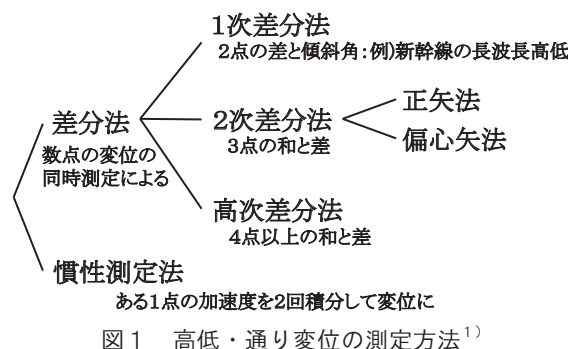 1次差分法
2点の差と傾斜角：例)新幹線の長波長高低
正矢法
差分法
2次差分法
偏心矢法
3点の和と差
数点の変位の
同時測定による
高次差分法
4点以上の和と差
慣性測定法
ある1点の加速度を2回積分して変位に
図1　高低・通り変位の測定方法1)